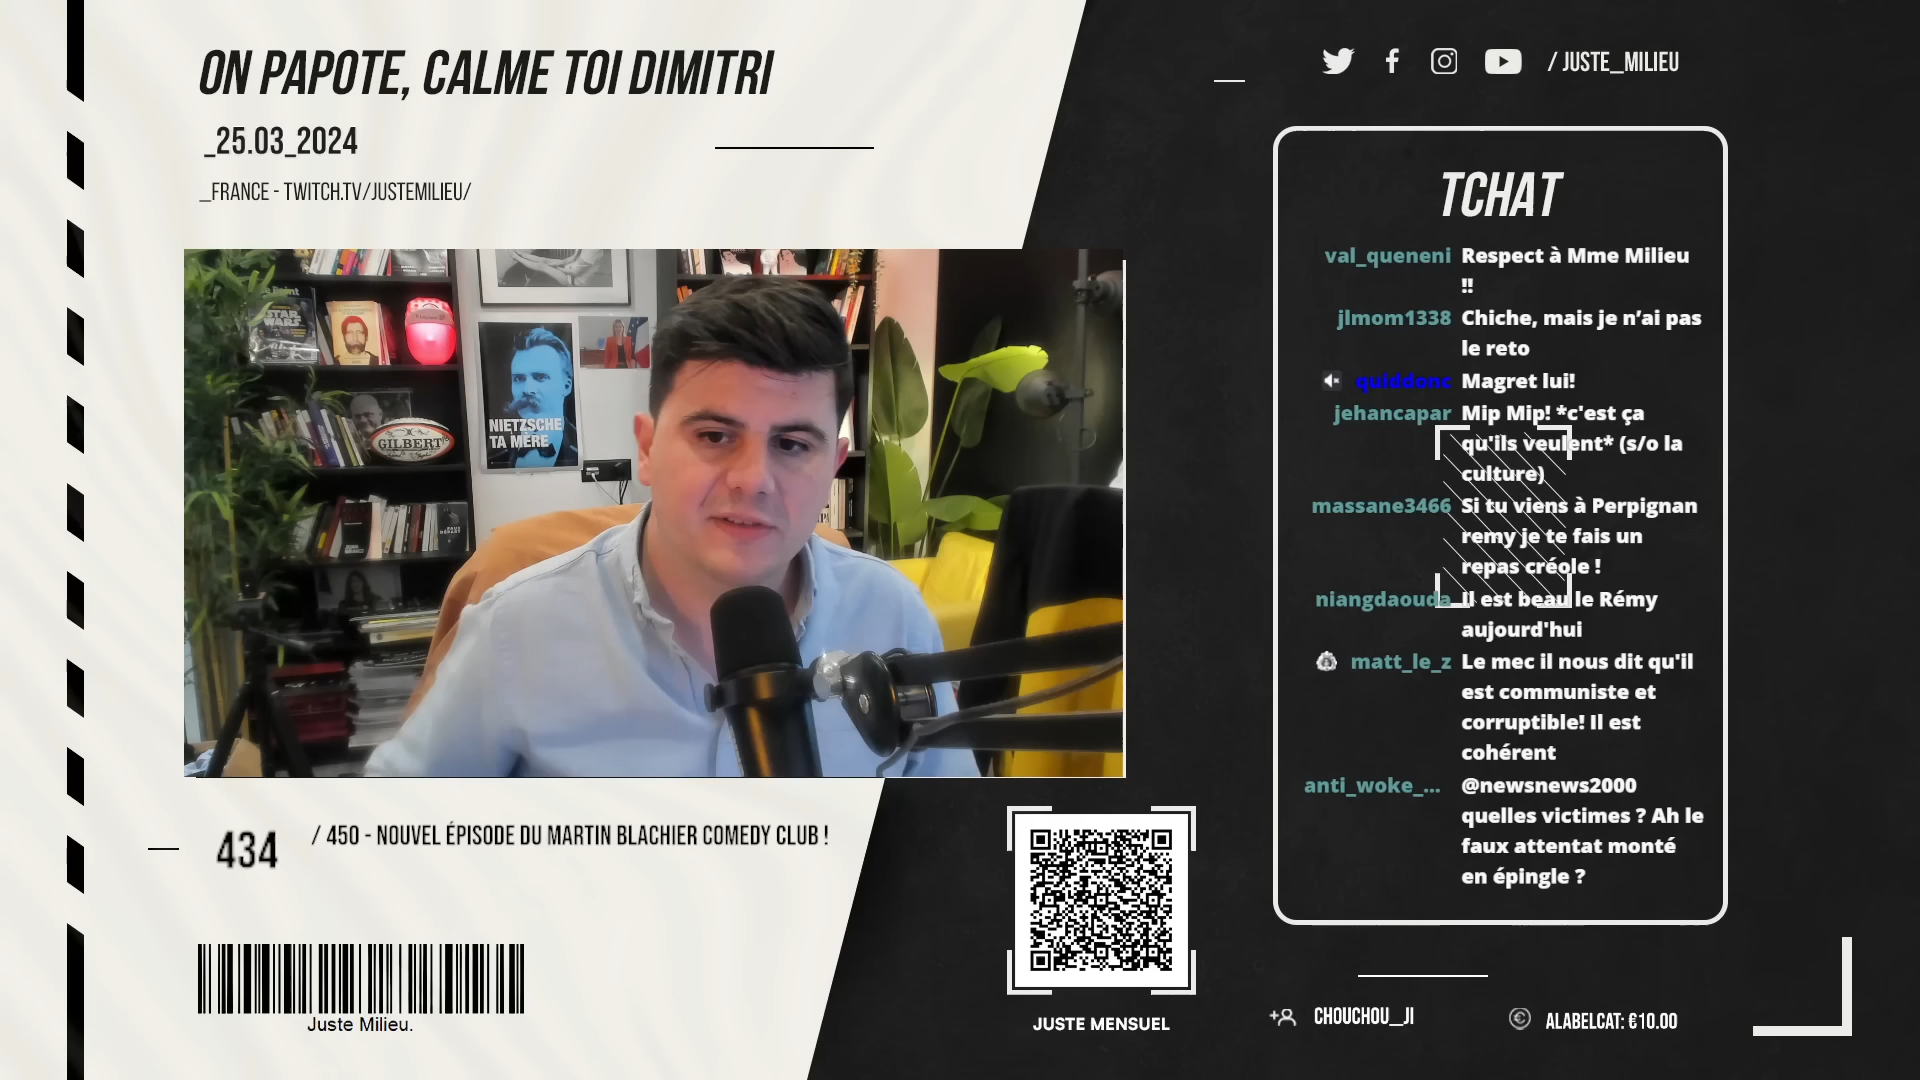 ON PAPOTE, CALME TOI DIMITRI
_25.03_2024
_FRANCE - TWITCH.TV/JUSTEMILIEU/
/ JUSTE_MILIEU
STAR
WARS
GILBERT
NIETZSCHE
TA MÈRE
TCHAT
val_queneni Respect à Mme Milieu
!!
jlmom1338 Chiche, mais je n’ai pas
le reto
quiddonc Magret lui!
jehancapar Mip Mip! *c'est ça
qu'ils veulent* (s/o la
culture)
massane3466 Si tu viens à Perpignan
remy je te fais un
repas créole !
niangdaouda Il est beau le Rémy
aujourd'hui
matt_le_z Le mec il nous dit qu'il
est communiste et
corruptible! Il est
cohérent
anti_woke_... @newsnews2000
quelles victimes ? Ah le
faux attentat monté
en épingle ?
434 / 450 - NOUVEL ÉPISODE DU MARTIN BLACHIER COMEDY CLUB !
Juste Milieu.
JUSTE MENSUEL
CHOUCHOU__JI
ALABELCAT: €10.00